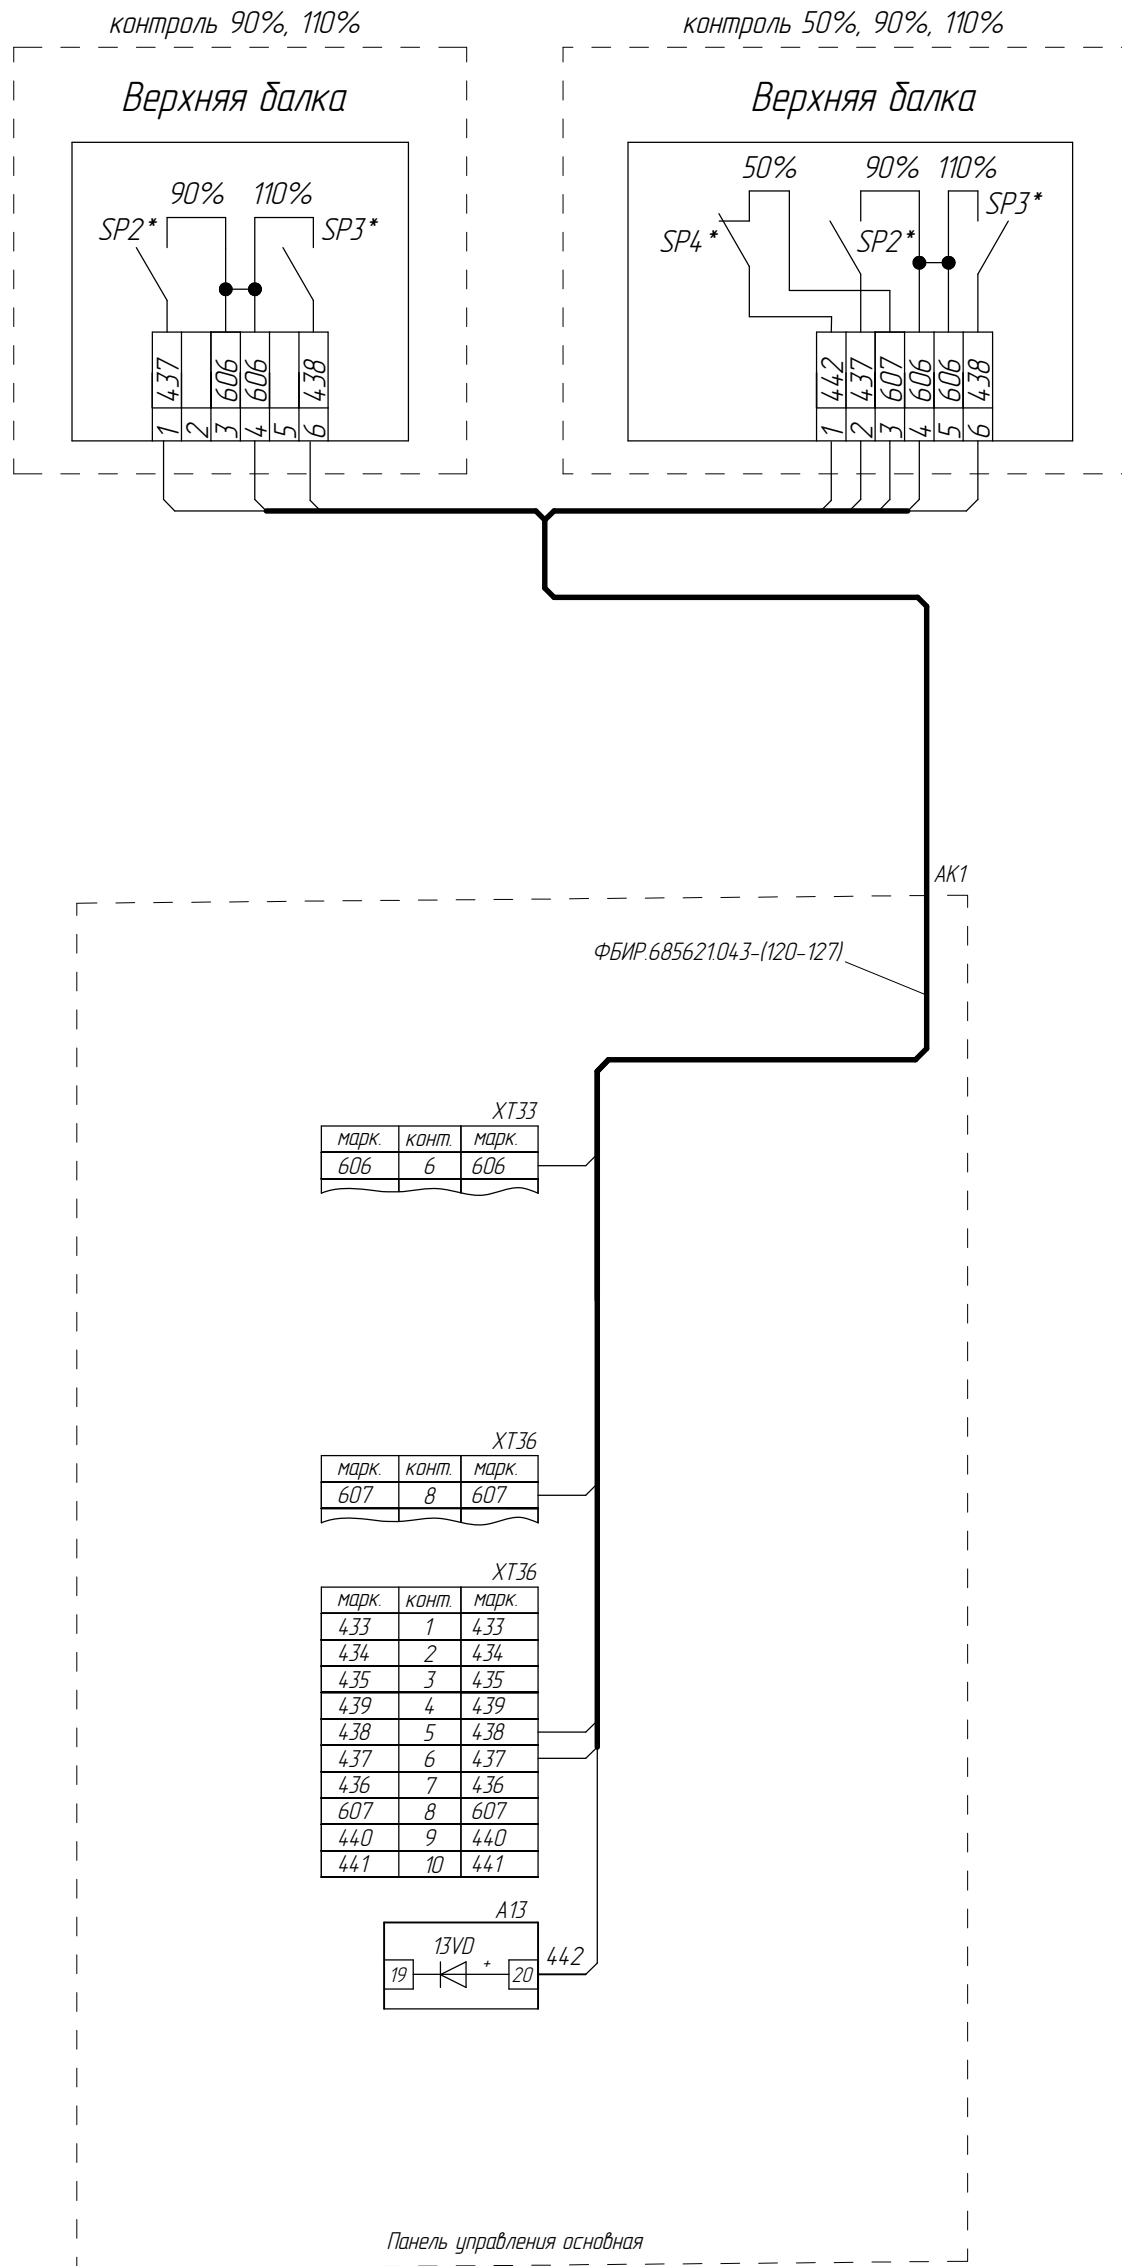 контроль 90%, 110%
контроль 50%, 90%, 110%
Верхняя балка
Верхняя балка
90% 110%
SP2* SP3*
50% 90% 110%
SP4* SP2* SP3*
437 606 606 438
1 2 3 4 5 6
442 437 607 606 606 438
1 2 3 4 5 6
АК1
ФБИР.685621.043-(120-127)
XT33
марк. конт. марк.
606 6 606
XT36
марк. конт. марк.
607 8 607
XT36
марк. конт. марк.
433 1 433
434 2 434
435 3 435
439 4 439
438 5 438
437 6 437
436 7 436
607 8 607
440 9 440
441 10 441
А13
13VD
19 + 20 442
Панель управления основная